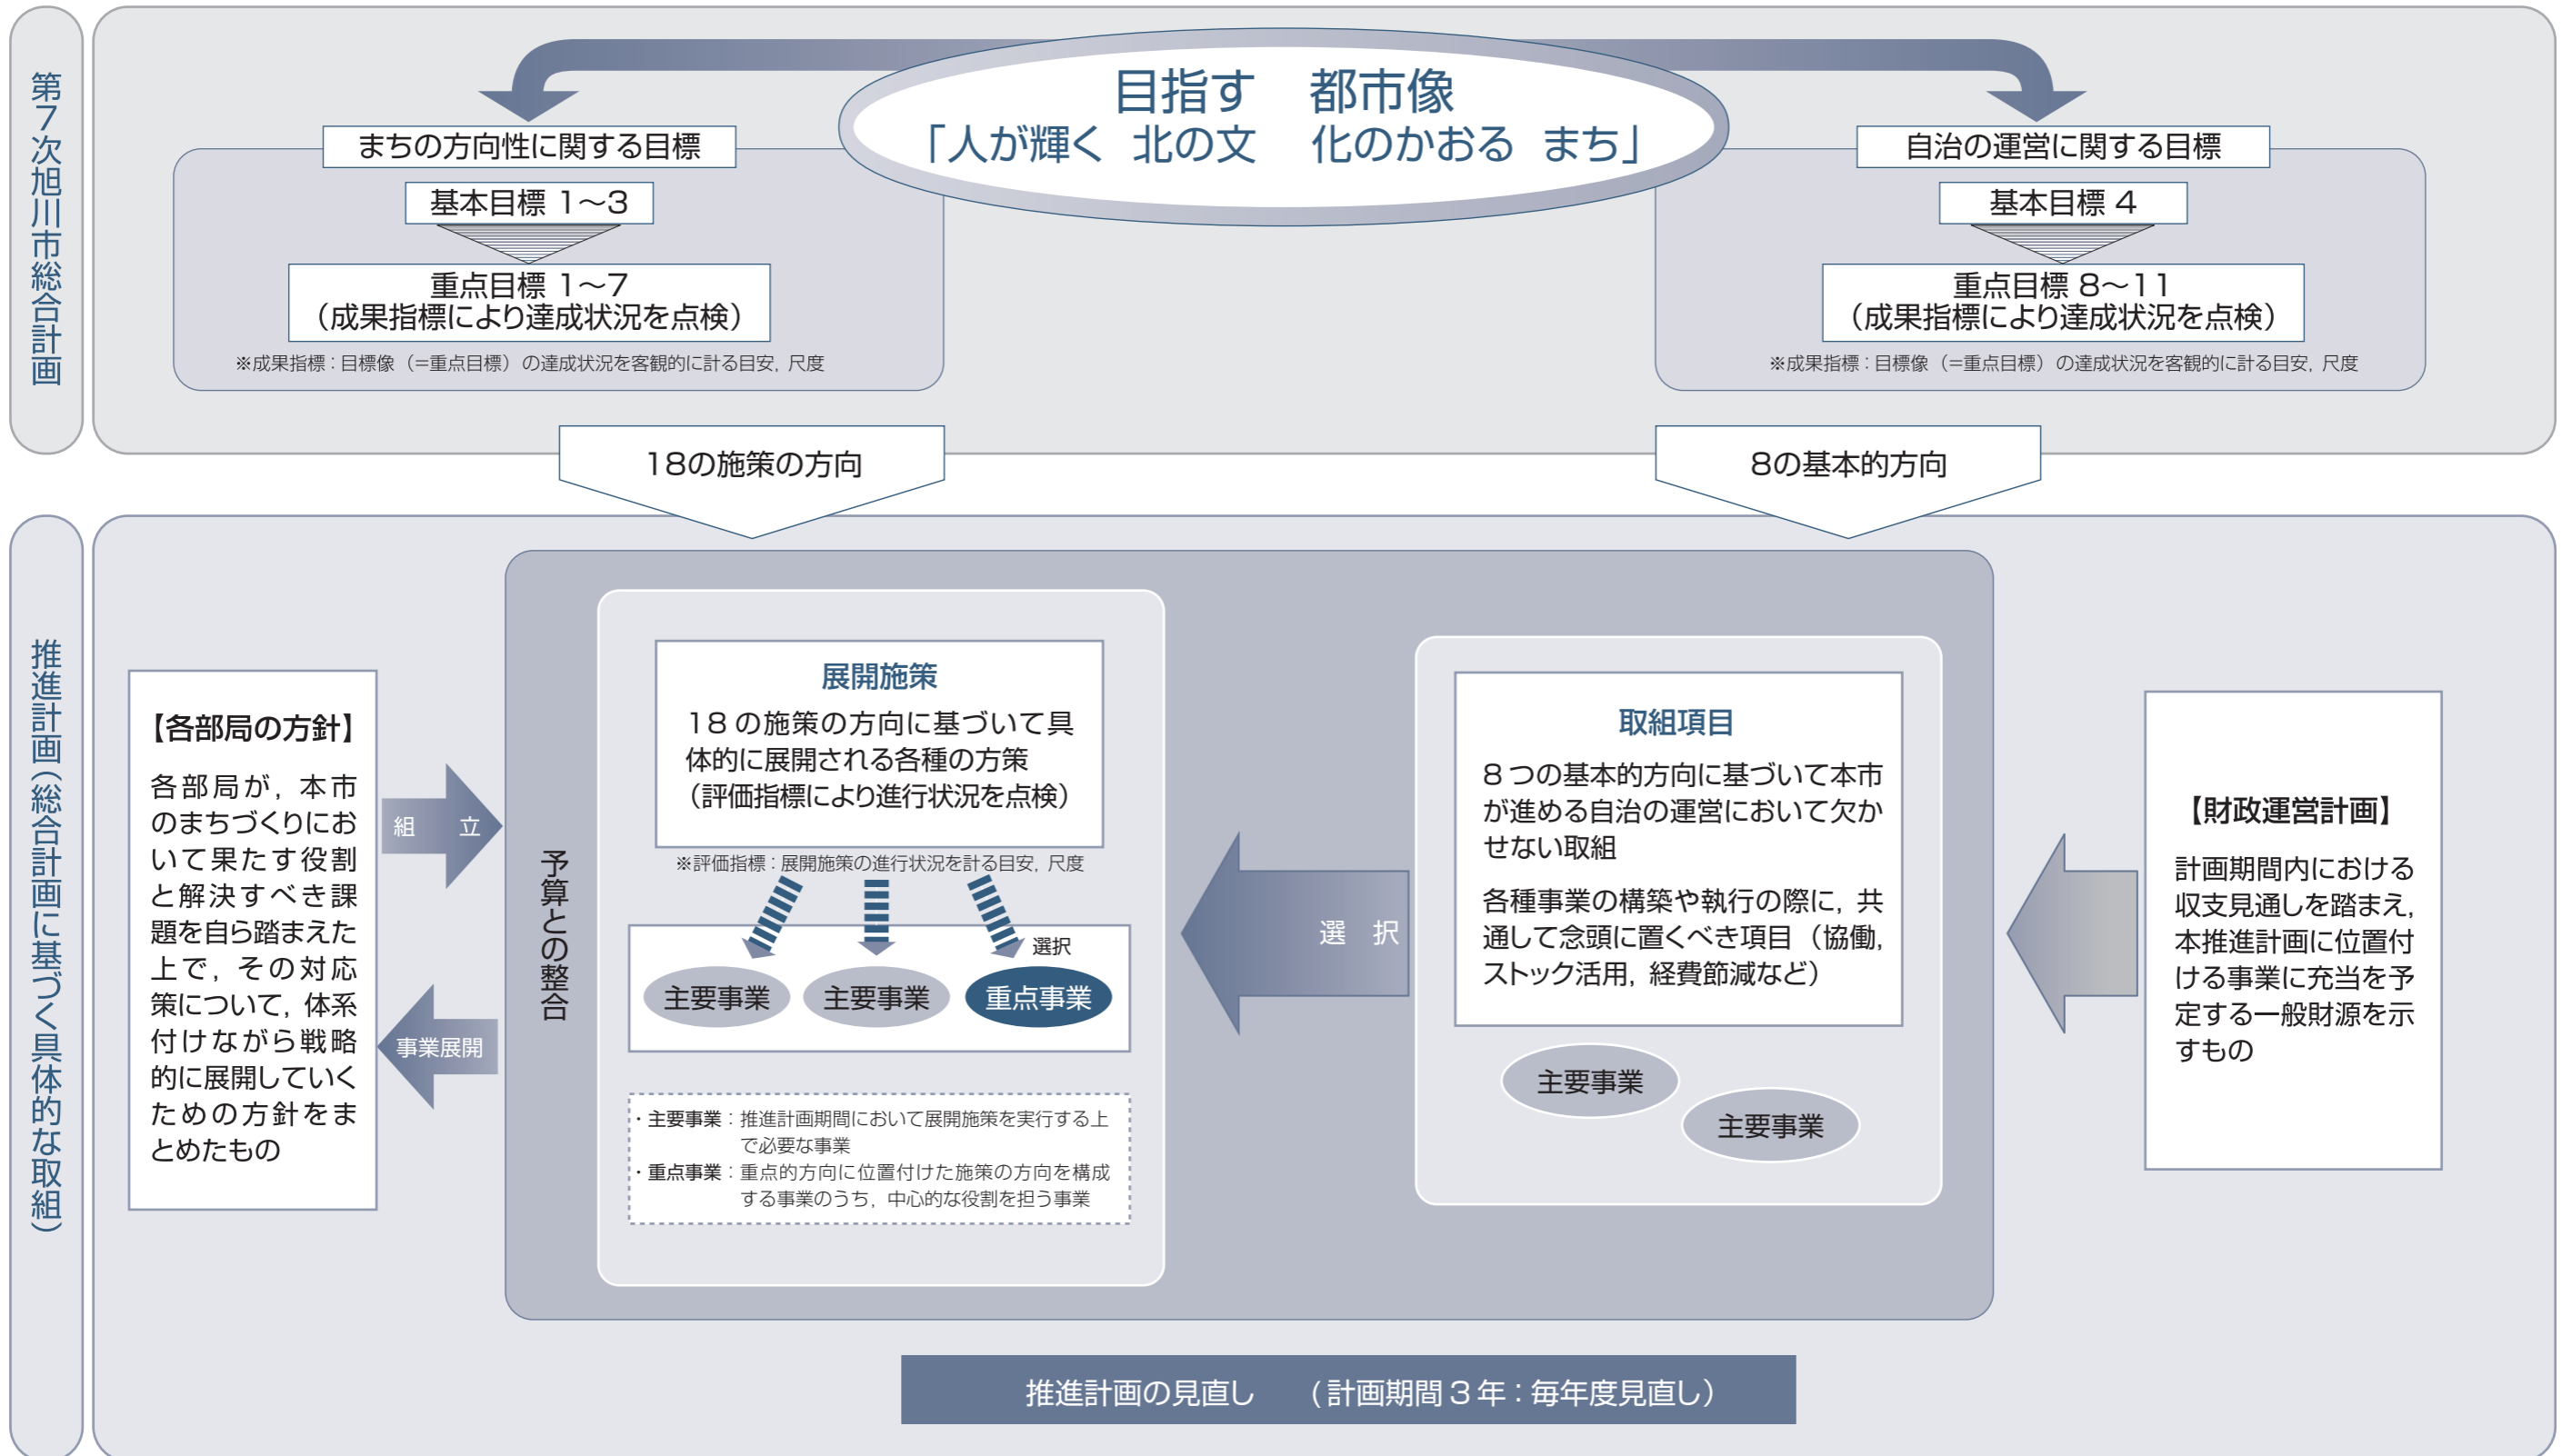 第7次旭川市総合計画
目指す 都市像
「人が輝く 北の文 化のかおる まち」
まちの方向性に関する目標
基本目標 1～3
重点目標 1～7
（成果指標により達成状況を点検）
※成果指標：目標像（=重点目標）の達成状況を客観的に計る目安，尺度
自治の運営に関する目標
基本目標 4
重点目標 8～11
（成果指標により達成状況を点検）
※成果指標：目標像（=重点目標）の達成状況を客観的に計る目安，尺度
18の施策の方向
8の基本的方向
推進計画（総合計画に基づく具体的な取組）
【各部局の方針】
各部局が，本市
のまちづくりにお
いて果たす役割
と解決すべき課
題を自ら踏まえた
上で，その対応
策について，体系
付けながら戦略
的に展開していく
ための方針をま
とめたもの
組 立
事業展開
予算との整合
展開施策
18 の施策の方向に基づいて具
体的に展開される各種の方策
（評価指標により進行状況を点検）
※評価指標：展開施策の進行状況を計る目安，尺度
選択
主要事業
主要事業
重点事業
・主要事業：推進計画期間において展開施策を実行する上
で必要な事業
・重点事業：重点的方向に位置付けた施策の方向を構成
する事業のうち，中心的な役割を担う事業
選 択
取組項目
8 つの基本的方向に基づいて本市
が進める自治の運営において欠か
せない取組
各種事業の構築や執行の際に，共
通して念頭に置くべき項目（協働，
ストック活用，経費節減など）
主要事業
主要事業
【財政運営計画】
計画期間内における
収支見通しを踏まえ，
本推進計画に位置付
ける事業に充当を予
定する一般財源を示
すもの
推進計画の見直し （計画期間 3 年：毎年度見直し）